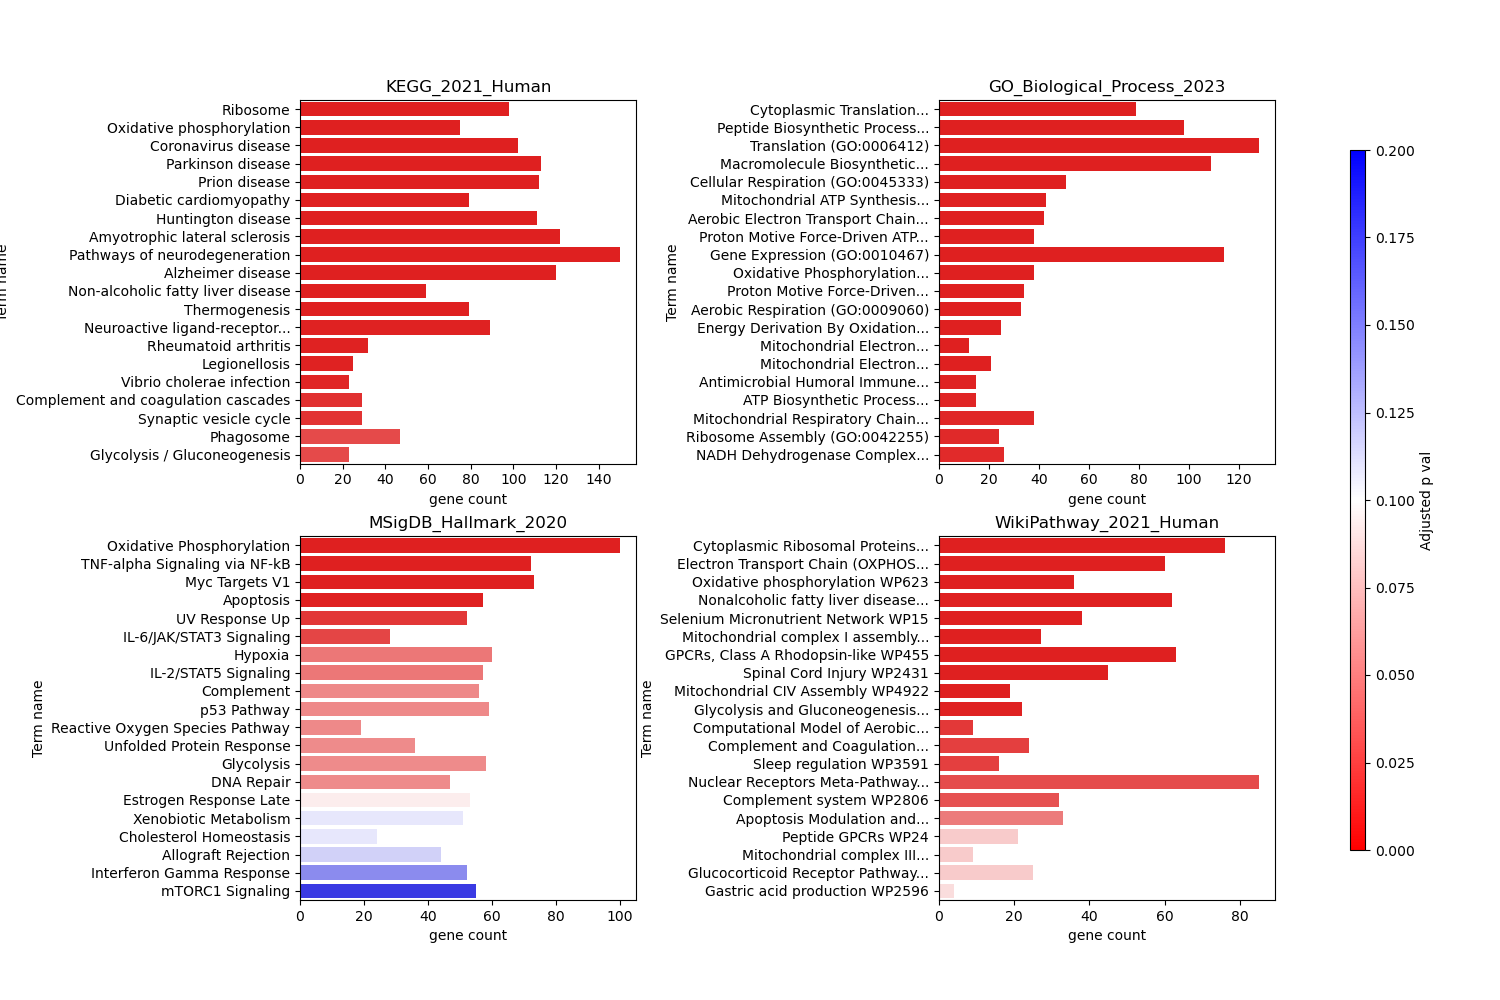 KEGG_2021_Human
Ribosome
Oxidative phosphorylation
Coronavirus disease
Parkinson disease
Prion disease
Diabetic cardiomyopathy
Huntington disease
Amyotrophic lateral sclerosis
Pathways of neurodegeneration
Alzheimer disease
Non-alcoholic fatty liver disease
Thermogenesis
Neuroactive ligand-receptor...
Rheumatoid arthritis
Legionellosis
Vibrio cholerae infection
Complement and coagulation cascades
Synaptic vesicle cycle
Phagosome
Glycolysis / Gluconeogenesis
Term name
0 20 40 60 80 100 120 140
gene count
GO_Biological_Process_2023
Cytoplasmic Translation...
Peptide Biosynthetic Process...
Translation (GO:0006412)
Macromolecule Biosynthetic...
Cellular Respiration (GO:0045333)
Mitochondrial ATP Synthesis...
Aerobic Electron Transport Chain...
Proton Motive Force-Driven ATP...
Gene Expression (GO:0010467)
Oxidative Phosphorylation...
Proton Motive Force-Driven...
Aerobic Respiration (GO:0009060)
Energy Derivation By Oxidation...
Mitochondrial Electron...
Mitochondrial Electron...
Antimicrobial Humoral Immune...
ATP Biosynthetic Process...
Mitochondrial Respiratory Chain...
Ribosome Assembly (GO:0042255)
NADH Dehydrogenase Complex...
Term name
0 20 40 60 80 100 120
gene count
MSigDB_Hallmark_2020
Oxidative Phosphorylation
TNF-alpha Signaling via NF-kB
Myc Targets V1
Apoptosis
UV Response Up
IL-6/JAK/STAT3 Signaling
Hypoxia
IL-2/STAT5 Signaling
Complement
p53 Pathway
Reactive Oxygen Species Pathway
Unfolded Protein Response
Glycolysis
DNA Repair
Estrogen Response Late
Xenobiotic Metabolism
Cholesterol Homeostasis
Allograft Rejection
Interferon Gamma Response
mTORC1 Signaling
Term name
0 20 40 60 80 100
gene count
WikiPathway_2021_Human
Cytoplasmic Ribosomal Proteins...
Electron Transport Chain (OXPHOS...
Oxidative phosphorylation WP623
Nonalcoholic fatty liver disease...
Selenium Micronutrient Network WP15
Mitochondrial complex I assembly...
GPCRs, Class A Rhodopsin-like WP455
Spinal Cord Injury WP2431
Mitochondrial CIV Assembly WP4922
Glycolysis and Gluconeogenesis...
Computational Model of Aerobic...
Complement and Coagulation...
Sleep regulation WP3591
Nuclear Receptors Meta-Pathway...
Complement system WP2806
Apoptosis Modulation and...
Peptide GPCRs WP24
Mitochondrial complex III...
Glucocorticoid Receptor Pathway...
Gastric acid production WP2596
Term name
0 20 40 60 80
gene count
0.200
0.175
0.150
0.125
0.100
0.075
0.050
0.025
0.000
Adjusted p val